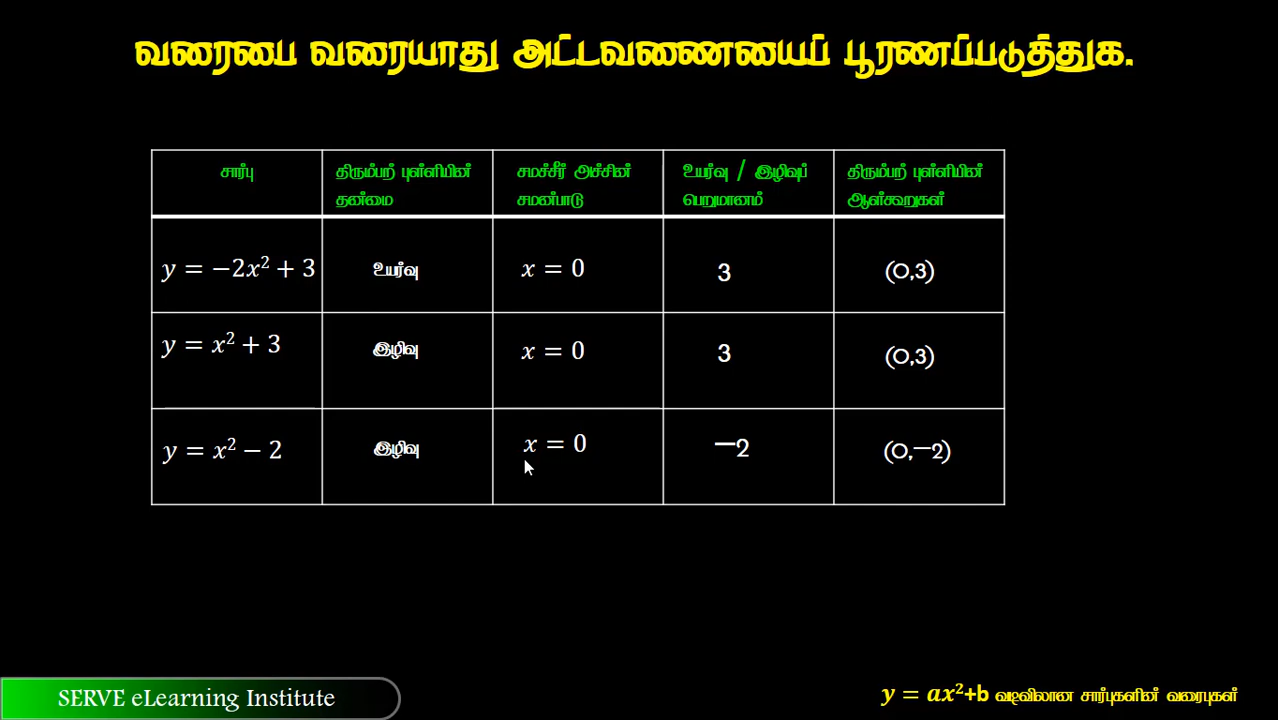 வரைபை வரையாது அட்டவணையைப் பூரணப்படுத்துக.
சார்பு திரும்பற் புள்ளியின் தன்மை சமச்சீர் அச்சின் சமன்பாடு உயர்வு / இழிவுப் பெறுமானம் திரும்பற் புள்ளியின் ஆள்கூறுகள்
y = −2x² + 3 உயர்வு x = 0 3 (0,3)
y = x² + 3 இழிவு x = 0 3 (0,3)
y = x² − 2 இழிவு x = 0 −2 (0,−2)
SERVE eLearning Institute
y = ax²+b வடிவிலான சார்புகளின் வரைபுகள்